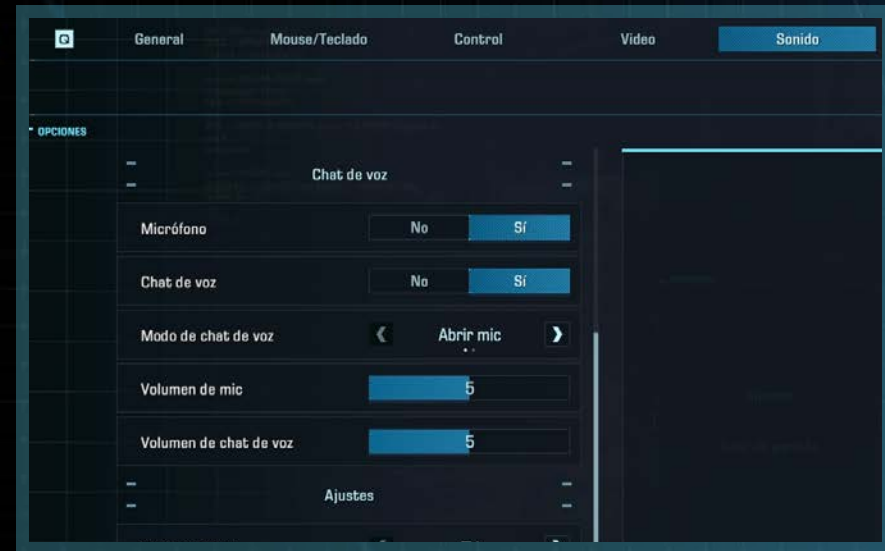 Q General Mouse/Teclado Control Video Sonido
OPCIONES
Chat de voz
Micrófono No Sí
Chat de voz No Sí
Modo de chat de voz Abrir mic
Volumen de mic 5
Volumen de chat de voz 5
Ajustes